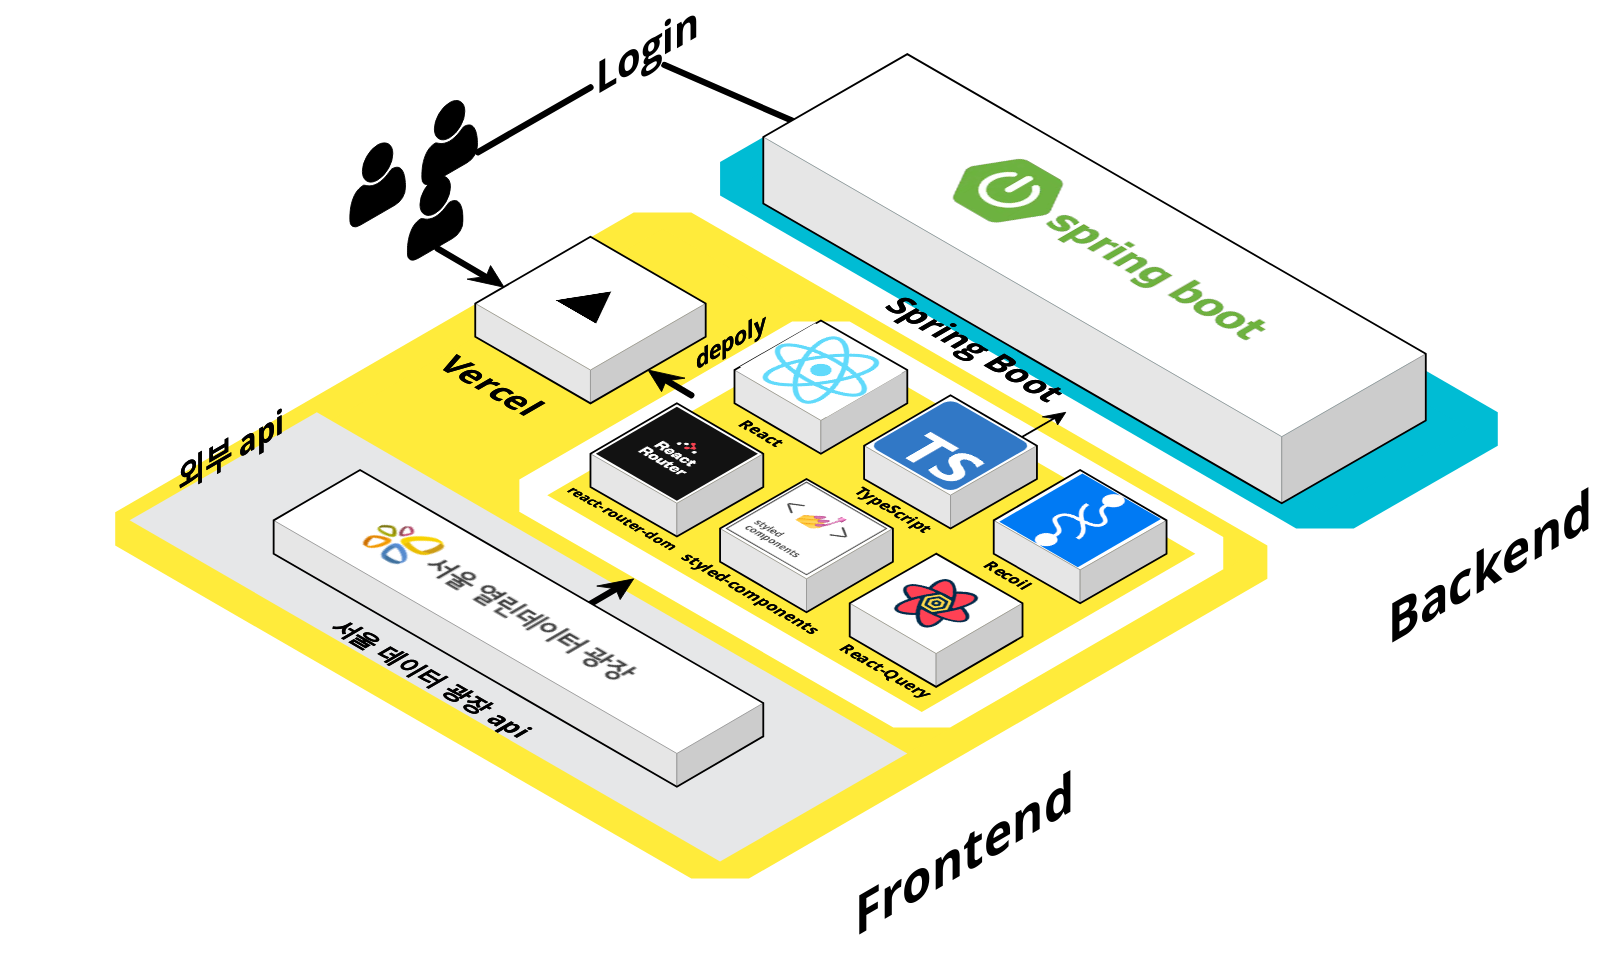 Login
spring boot
Spring Boot
Backend
Vercel
depoly
React
TypeScript
TS
Recoil
React
Router
react-router-dom
< >
styled
components
styled-components
React-Query
외부 api
서울 열린데이터 광장
서울 데이터 광장 api
Frontend